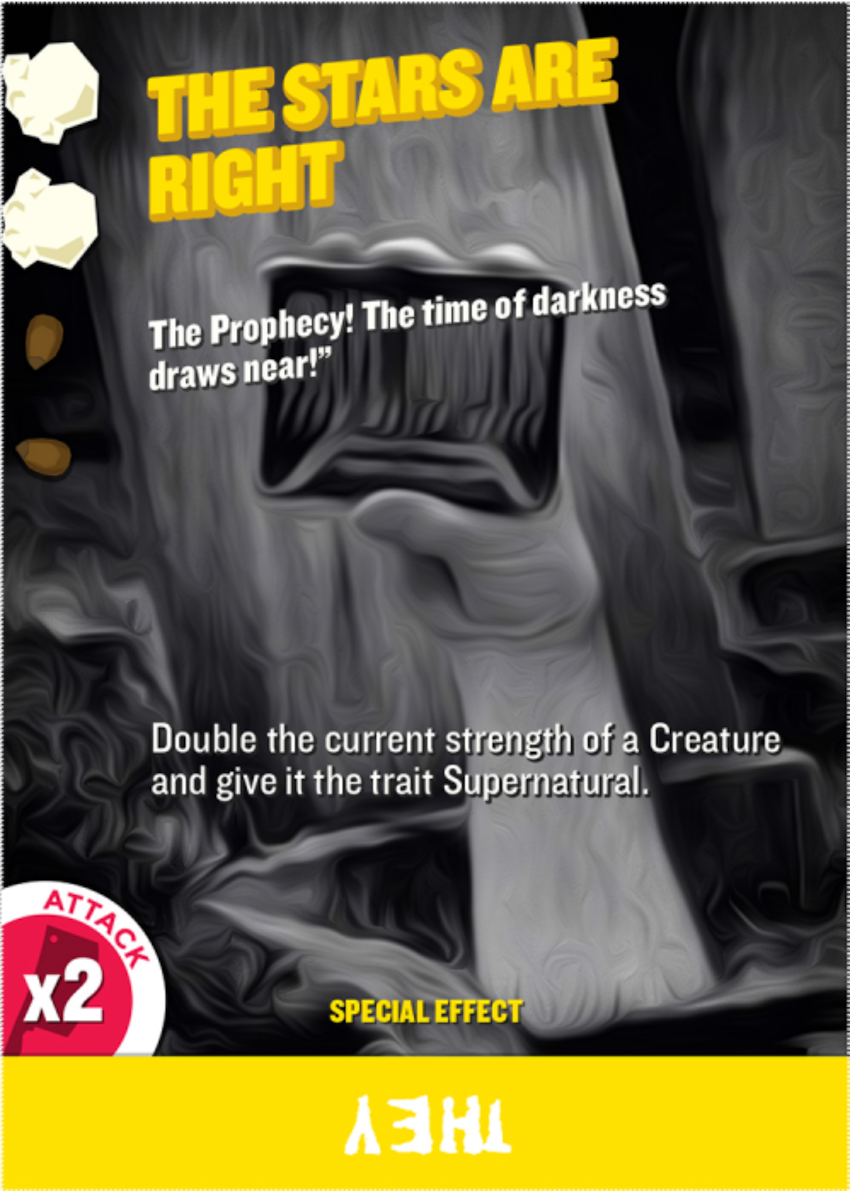 THE STARS ARE
RIGHT
The Prophecy! The time of darkness
draws near!”
Double the current strength of a Creature
and give it the trait Supernatural.
ATTACK
x2
SPECIAL EFFECT
THEY